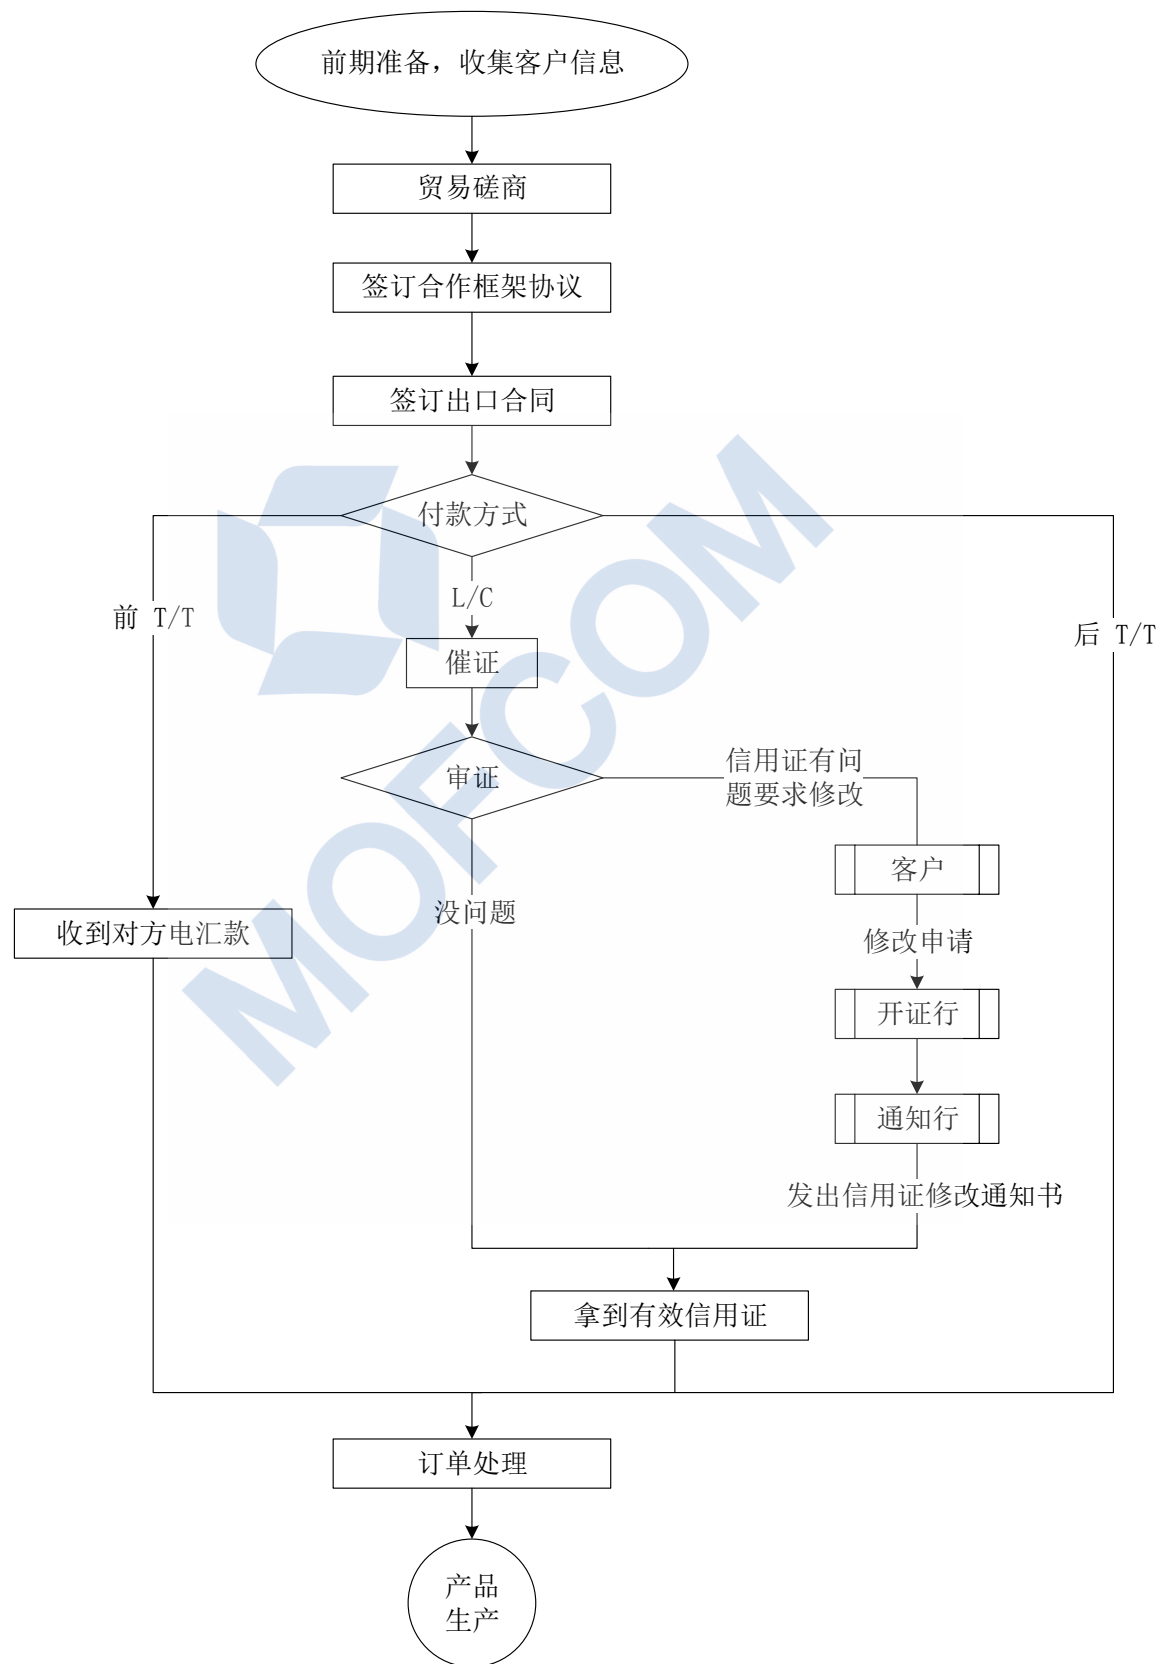 前期准备，收集客户信息
贸易磋商
签订合作框架协议
签订出口合同
付款方式
L/C
前 T/T
后 T/T
催证
审证
信用证有问
题要求修改
客户
没问题
收到对方电汇款
修改申请
开证行
通知行
发出信用证修改通知书
拿到有效信用证
订单处理
产品
生产
MOFCOM